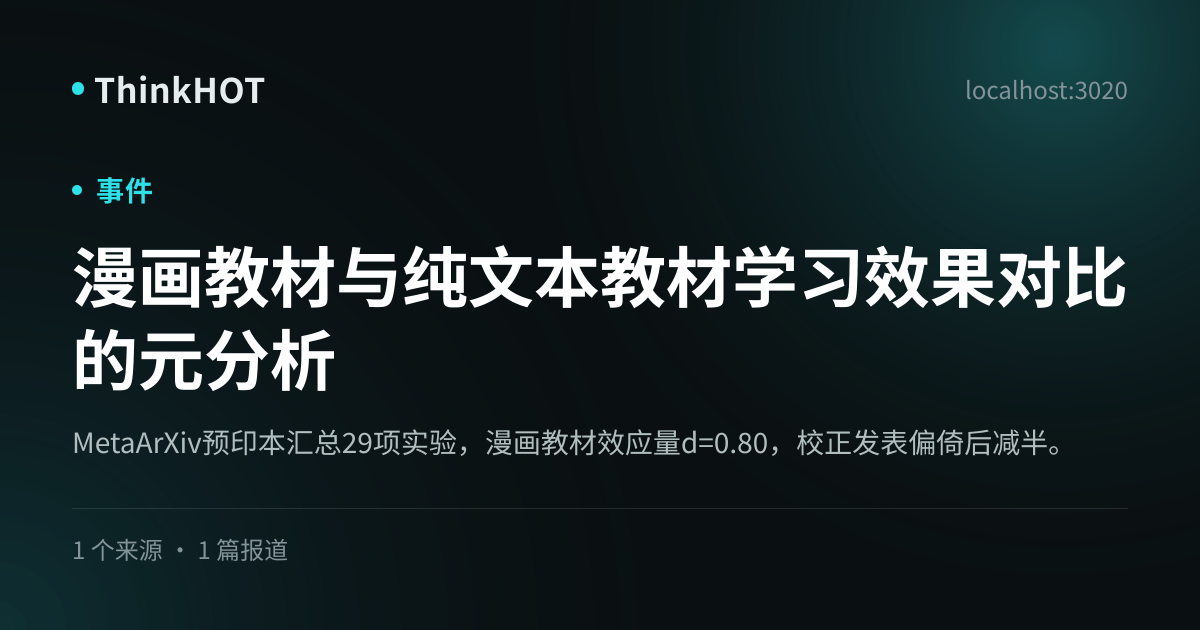 ThinkHOT
localhost:3020
事件
漫画教材与纯文本教材学习效果对比
的元分析
MetaArXiv预印本汇总29项实验，漫画教材效应量d=0.80，校正发表偏倚后减半。
1 个来源 · 1 篇报道